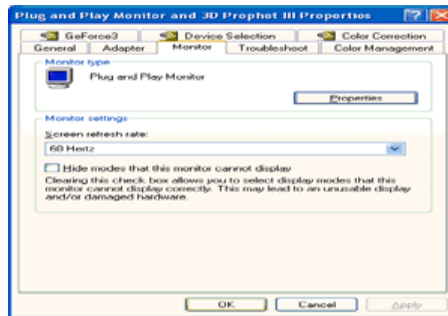 Plug and Play Monitor and 3D Prophet III Properties
GeForce3 Device Selection Color Correction
General Adapter Monitor Troubleshoot Color Management
Monitor type
Plug and Play Monitor
Properties
Monitor settings
Screen refresh rate:
60 Hertz
Hide modes that this monitor cannot display
Clearing this check box allows you to select display modes that this
monitor cannot display correctly. This may lead to an unusable display
and/or damaged hardware.
OK Cancel Apply